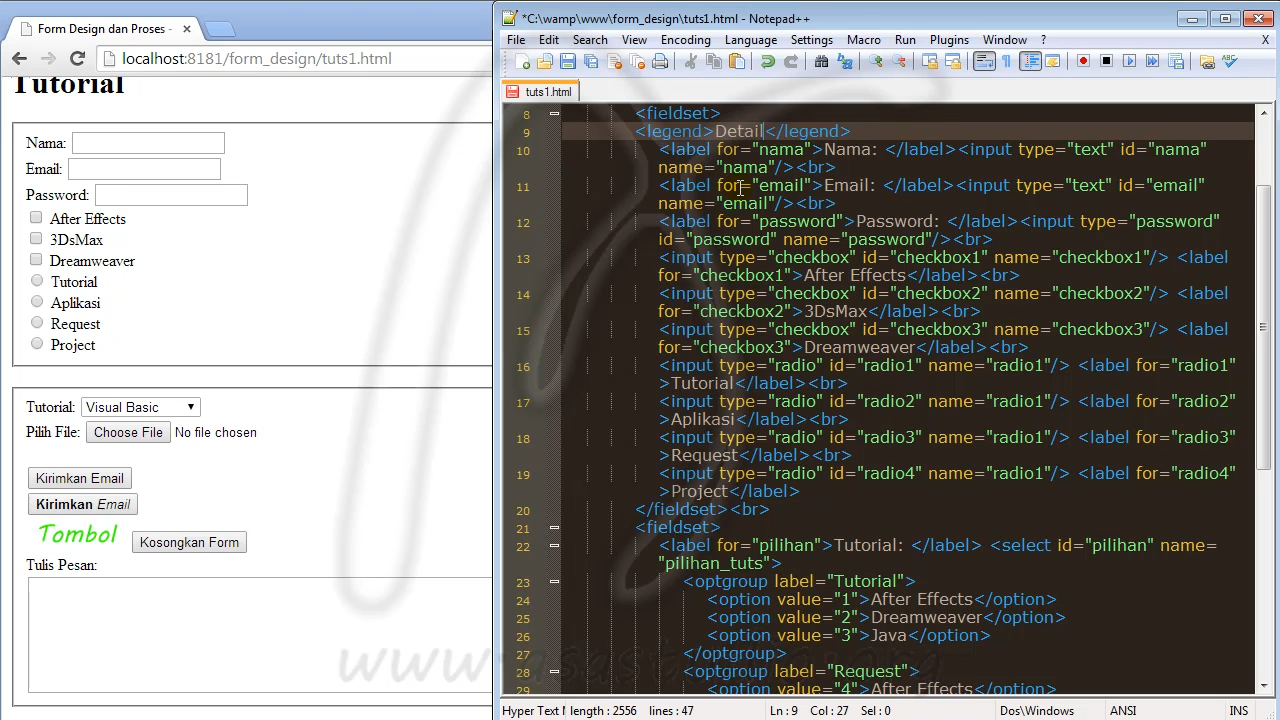 Form Design dan Proses -
localhost:8181/form_design/tuts1.html
Tutorial
Nama:
Email:
Password:
After Effects
3DsMax
Dreamweaver
Tutorial
Aplikasi
Request
Project
Tutorial: Visual Basic
Pilih File: Choose File No file chosen
Kirimkan Email
Kirimkan Email
Tombol Kosongkan Form
Tulis Pesan:
*C:\wamp\www\form_design\tuts1.html - Notepad++
File Edit Search View Encoding Language Settings Macro Run Plugins Window ? X
tuts1.html
8 <fieldset>
9 <legend>Detail</legend>
10 <label for="nama">Nama: </label><input type="text" id="nama"
name="nama"/><br>
11 <label for="email">Email: </label><input type="text" id="email"
name="email"/><br>
12 <label for="password">Password: </label><input type="password"
id="password" name="password"/><br>
13 <input type="checkbox" id="checkbox1" name="checkbox1"/> <label
for="checkbox1">After Effects</label><br>
14 <input type="checkbox" id="checkbox2" name="checkbox2"/> <label
for="checkbox2">3DsMax</label><br>
15 <input type="checkbox" id="checkbox3" name="checkbox3"/> <label
for="checkbox3">Dreamweaver</label><br>
16 <input type="radio" id="radio1" name="radio1"/> <label for="radio1"
>Tutorial</label><br>
17 <input type="radio" id="radio2" name="radio1"/> <label for="radio2"
>Aplikasi</label><br>
18 <input type="radio" id="radio3" name="radio1"/> <label for="radio3"
>Request</label><br>
19 <input type="radio" id="radio4" name="radio1"/> <label for="radio4"
>Project</label>
20 </fieldset><br>
21 <fieldset>
22 <label for="pilihan">Tutorial: </label> <select id="pilihan" name=
"pilihan_tuts">
23 <optgroup label="Tutorial">
24 <option value="1">After Effects</option>
25 <option value="2">Dreamweaver</option>
26 <option value="3">Java</option>
27 </optgroup>
28 <optgroup label="Request">
29 <option value="4">After Effects</option>
Hyper Text M length : 2556 lines : 47 Ln : 9 Col : 27 Sel : 0 Dos\Windows ANSI INS